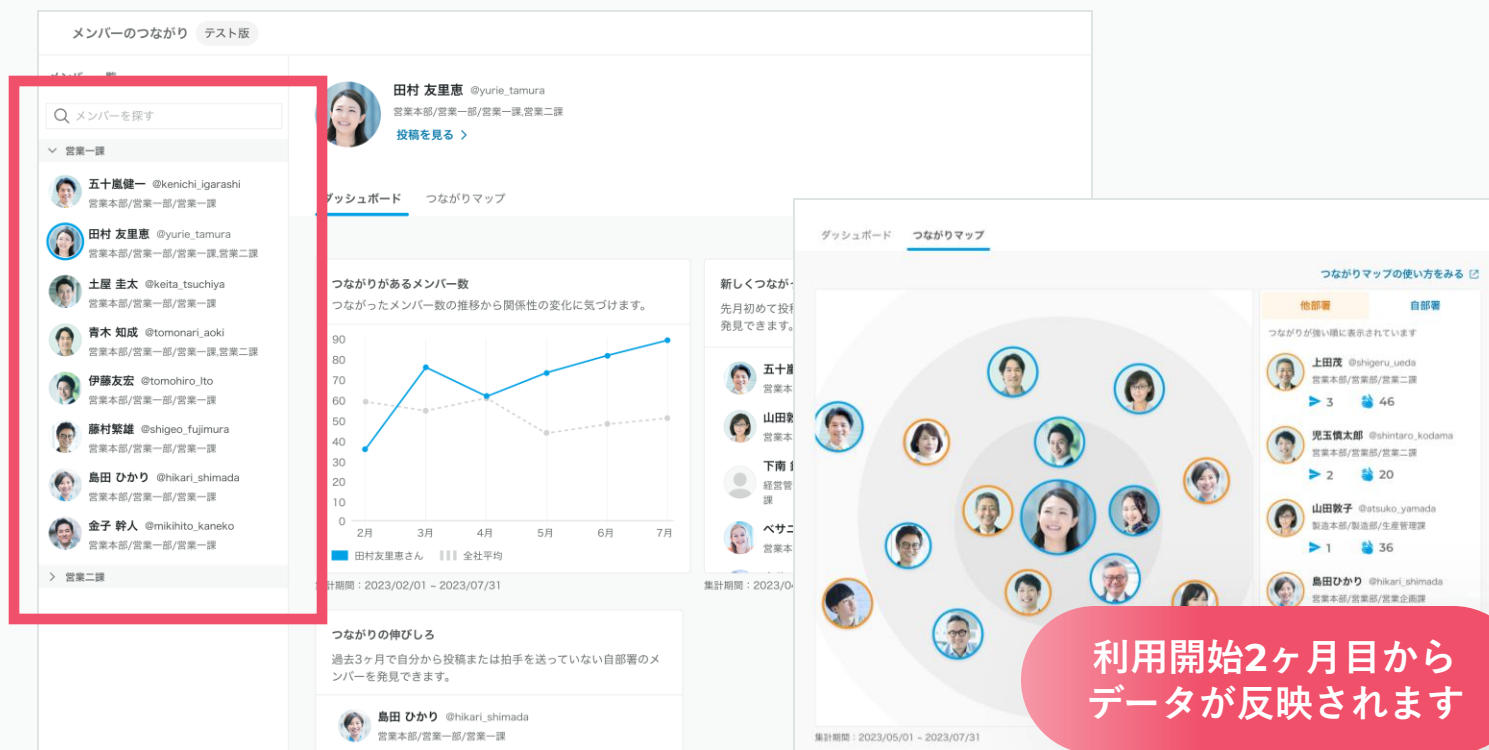 メンバーのつながり テスト版
メンバーを探す
営業一課
五十嵐健一 @kenichi_igarashi
営業本部/営業一部/営業一課
田村 友里恵 @yurie_tamura
営業本部/営業一部/営業一課,営業二課
土屋 圭太 @keita_tsuchiya
営業本部/営業一部/営業一課
青木 知成 @tomonari_aoki
営業本部/営業一部/営業一課,営業二課
伊藤友宏 @tomohiro_Ito
営業本部/営業一部/営業一課
藤村繁雄 @shigeo_fujimura
営業本部/営業一部/営業一課
島田 ひかり @hikari_shimada
営業本部/営業一部/営業一課
金子 幹人 @mikihito_kaneko
営業本部/営業一部/営業一課
営業二課
田村 友里恵 @yurie_tamura
営業本部/営業一部/営業一課,営業二課
投稿を見る
ダッシュボード つながりマップ
つながりがあるメンバー数
つながったメンバー数の推移から関係性の変化に気づけます。
90
80
70
60
50
40
30
20
10
0
2月 3月 4月 5月 6月 7月
田村友里恵さん 全社平均
集計期間：2023/02/01 ~ 2023/07/31
新しくつなが
先月初めて投稿
発見できます。
五十嵐
営業本
山田敦
営業本
下南
経営管
課
ベサニ
営業本
集計期間：2023/04
つながりの伸びしろ
過去3ヶ月で自分から投稿または拍手を送っていない自部署のメ
ンバーを発見できます。
島田 ひかり @hikari_shimada
営業本部/営業一部/営業一課
ダッシュボード つながりマップ
つながりマップの使い方をみる
他部署 自部署
つながりが強い順に表示されています
上田茂 @shigeru_ueda
営業本部/営業部/営業二課
3 46
児玉慎太郎 @shintaro_kodama
営業本部/営業部/営業二課
2 20
山田敦子 @atsuko_yamada
製造本部/製造部/生産管理課
1 36
島田ひかり @hikari_shimada
営業本部/営業部/営業企画課
集計期間：2023/05/01 ~ 2023/07/31
利用開始2ヶ月目から
データが反映されます